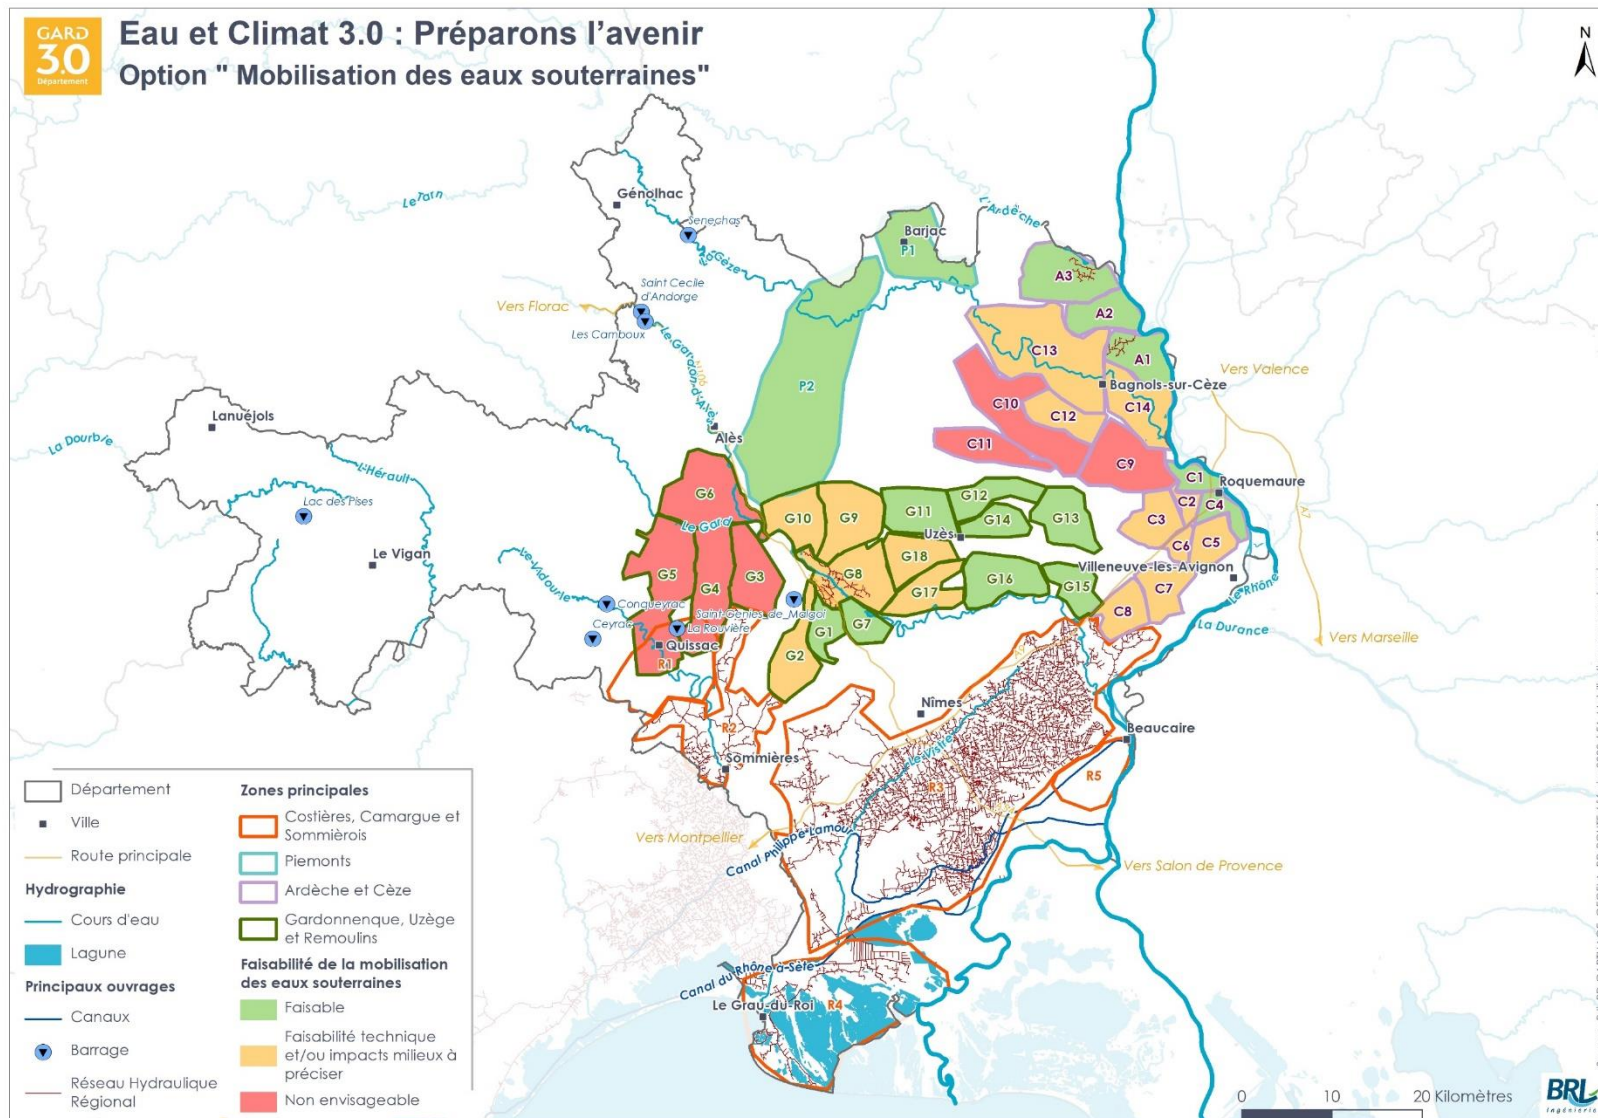 GARD
3.0
Département
Eau et Climat 3.0 : Préparons l'avenir
Option " Mobilisation des eaux souterraines"
N
Le Tarn
Génolhac
Senechas
La Cèze
L'Ardèche
Barjac
P1
A3
Saint Cecile
d'Andorge
Vers Florac
A2
Les Camboux
C13
A1
Le Gardon d'Alès
N106
P2
Vers Valence
Bagnols-sur-Cèze
C10
C12
C14
Lanuéjols
La Dourbie
Alès
C11
C9
L'Hérault
G6
C1
Roquemaure
Lac des Pises
G12
C2
C4
A7
Le Gard
G10
G9
G11
G14
G13
C3
Uzès
C6
C5
Le Vigan
G18
Le Vidourle
G5
G4
G3
G8
G16
G15
Villeneuve-les-Avignon
G17
C7
Le Rhône
Conqueyrac
Saint-Génies_de_Malgoi
C8
Ceyrac
La Rouvière
G1
G7
La Durance
Vers Marseille
Quissac
R1
G2
Nîmes
R2
Beaucaire
Le Vistre
Sommières
R5
R3
Vers Montpellier
Canal Philippe Lamour
Vers Salon de Provence
Canal du Rhône à Sète
Le Grau-du-Roi
R4
Département
Ville
Route principale
Hydrographie
Cours d'eau
Lagune
Principaux ouvrages
Canaux
Barrage
Réseau Hydraulique
Régional
Zones principales
Costières, Camargue et
Sommièrois
Piemonts
Ardèche et Cèze
Gardonnenque, Uzège
et Remoulins
Faisabilité de la mobilisation
des eaux souterraines
Faisable
Faisabilité technique
et/ou impacts milieux à
préciser
Non envisageable
0 10 20 Kilomètres
BRL
Ingénierie